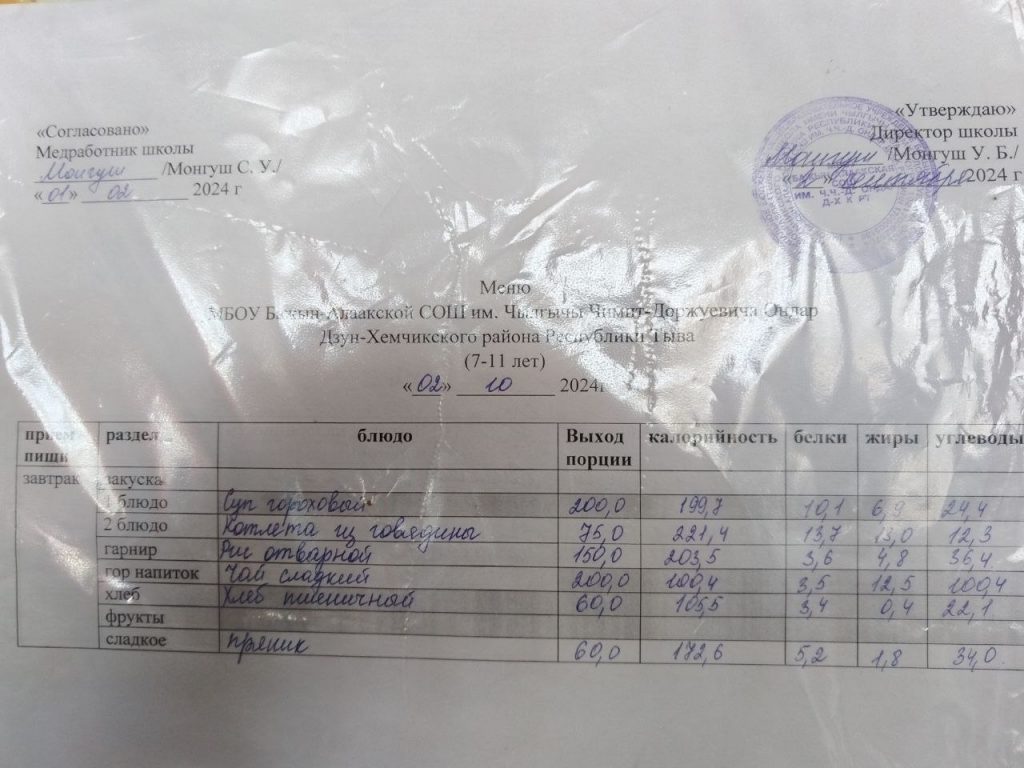 «Согласовано»
Медработник школы
Монгуш /Монгуш С. У./
«01» 02 2024 г
«Утверждаю»
Директор школы
Монгуш /Монгуш У. Б./
2024 г
ИМ. Ч.Ч.
Д-Х К РТ
Меню
МБОУ Бажын-Алаакской СОШ им. Чылгычы Чимит-Доржуевича Ондар
Дзун-Хемчикского района Республики Тыва
(7-11 лет)
«02» 10 2024г
прием пищи раздел блюдо Выход порции калорийность белки жиры углеводы
завтрак закуска
1 блюдо Суп гороховый 200,0 199,7 10,1 6,9 24,4
2 блюдо Котлета из говядины 75,0 221,4 13,7 13,0 12,3
гарнир Рис отварной 150,0 203,5 3,6 4,8 36,4
гор напиток Чай сладкий 200,0 100,4 3,5 12,5 100,4
хлеб Хлеб пшеничной 60,0 105,5 3,4 0,4 22,1
фрукты
сладкое пряник 60,0 172,6 5,2 1,8 34,0